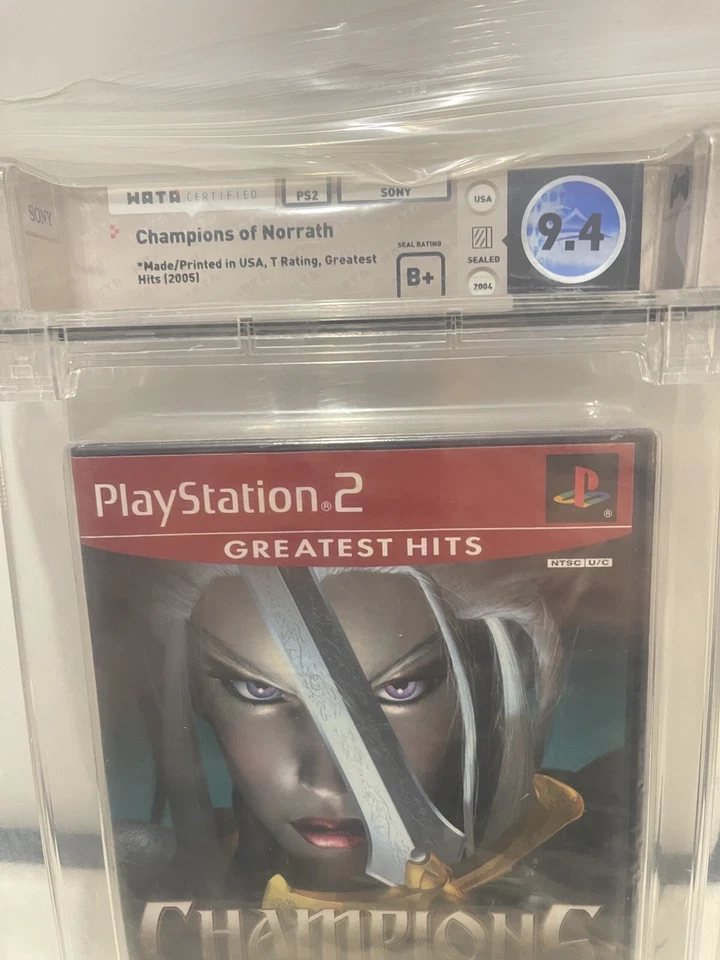 SONY
WATA CERTIFIED
PS2
SONY
USA
9.4
Champions of Norrath
*Made/Printed in USA, T Rating, Greatest
Hits (2005)
SEAL RATING
B+
SEALED
2004
PlayStation®2
GREATEST HITS
NTSC U/C
CHAMPIONS